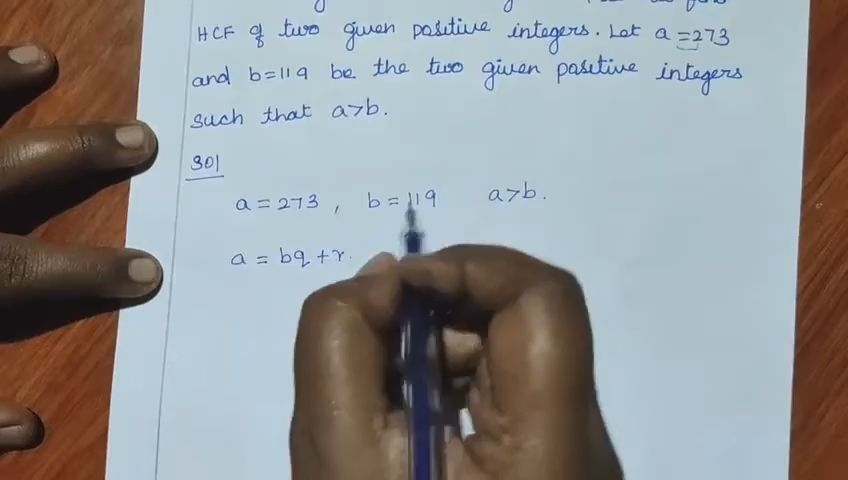 HCF of two given positive integers. Let a = 273
and b = 119 be the two given positive integers
such that a > b.
Sol
a = 273 , b = 119 a > b.
a = bq + r.